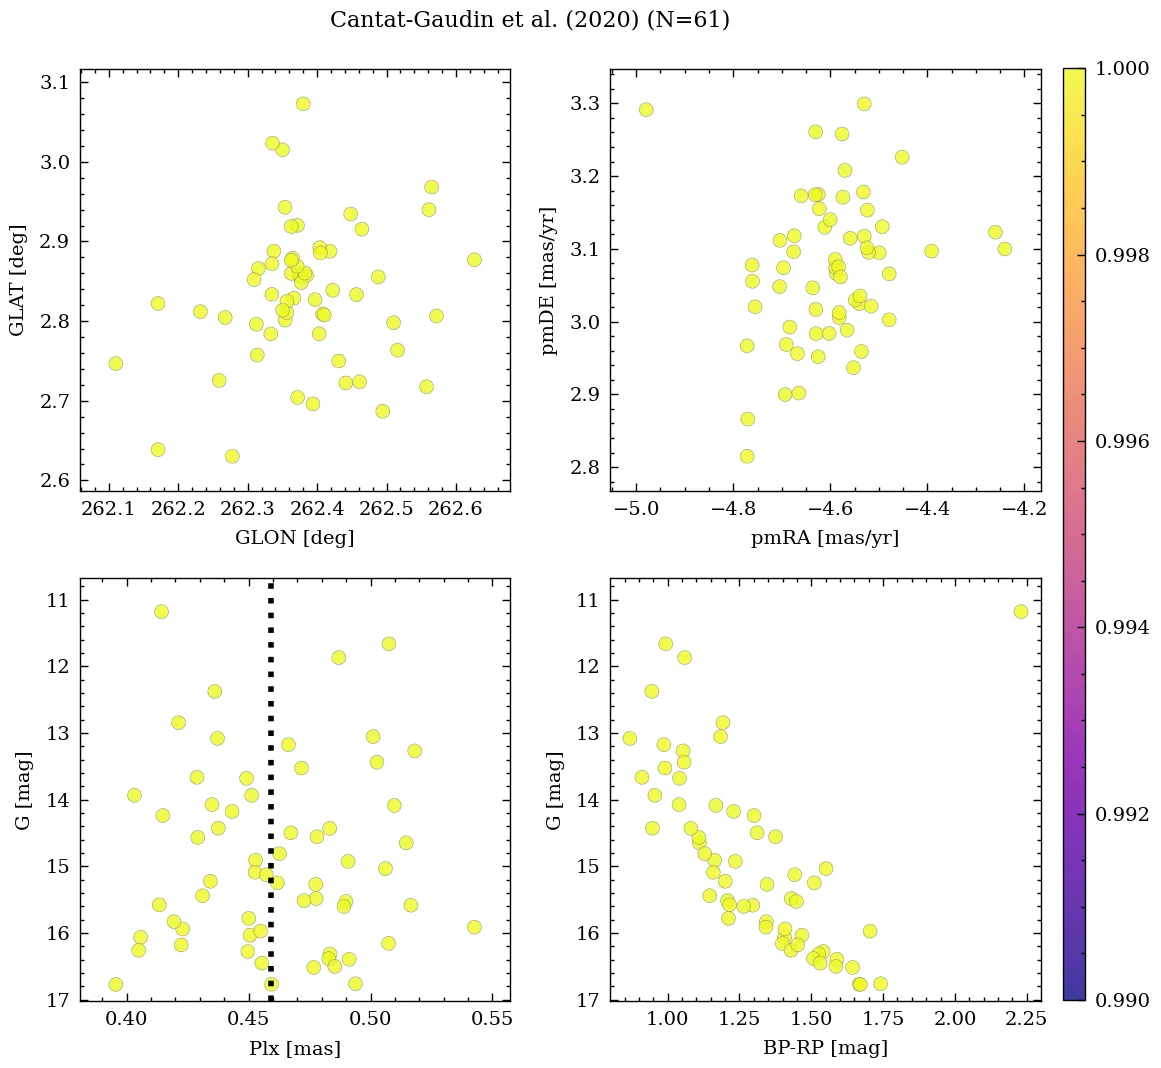 Cantat-Gaudin et al. (2020) (N=61)
3.1
3.0
2.9
2.8
2.7
2.6
GLAT [deg]
262.1 262.2 262.3 262.4 262.5 262.6
GLON [deg]
3.3
3.2
3.1
3.0
2.9
2.8
pmDE [mas/yr]
−5.0 −4.8 −4.6 −4.4 −4.2
pmRA [mas/yr]
11
12
13
14
15
16
17
G [mag]
0.40 0.45 0.50 0.55
Plx [mas]
11
12
13
14
15
16
17
G [mag]
1.00 1.25 1.50 1.75 2.00 2.25
BP-RP [mag]
1.000
0.998
0.996
0.994
0.992
0.990